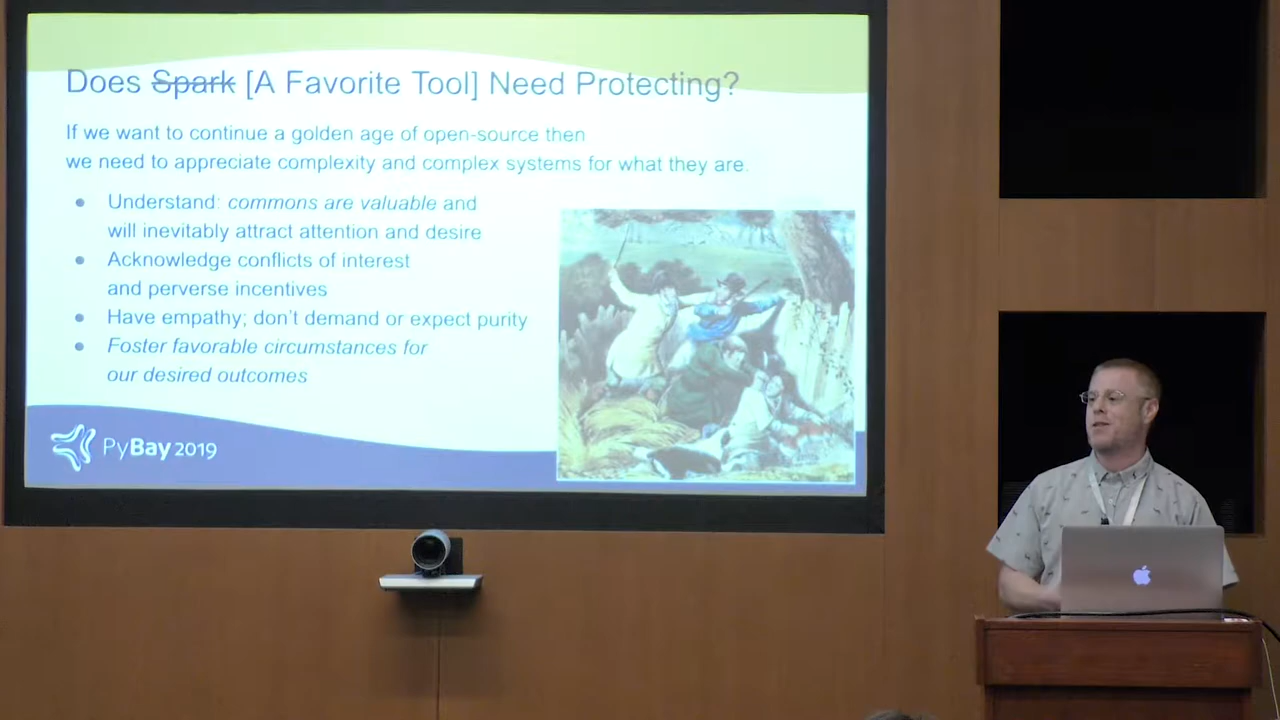 Does Spark [A Favorite Tool] Need Protecting?
If we want to continue a golden age of open-source then
we need to appreciate complexity and complex systems for what they are.
• Understand: commons are valuable and
will inevitably attract attention and desire
• Acknowledge conflicts of interest
and perverse incentives
• Have empathy; don't demand or expect purity
• Foster favorable circumstances for
our desired outcomes
PyBay 2019